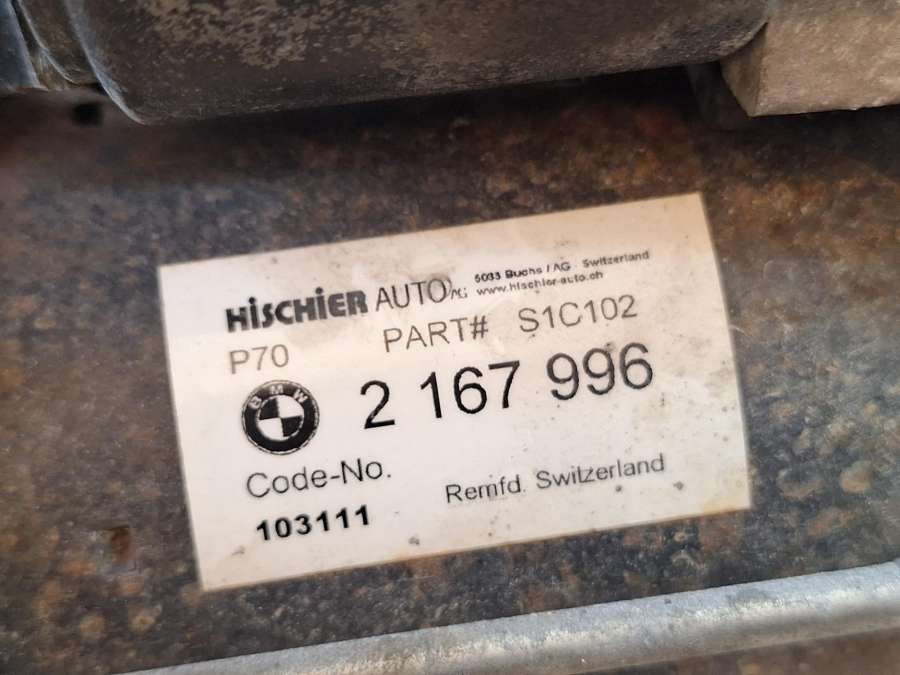 HiSCHiER AUTO AG 5033 Buchs / AG . Switzerland
www.hischier-auto.ch
P70 PART# S1C102
BMW 2 167 996
Code-No.
103111 Remfd. Switzerland